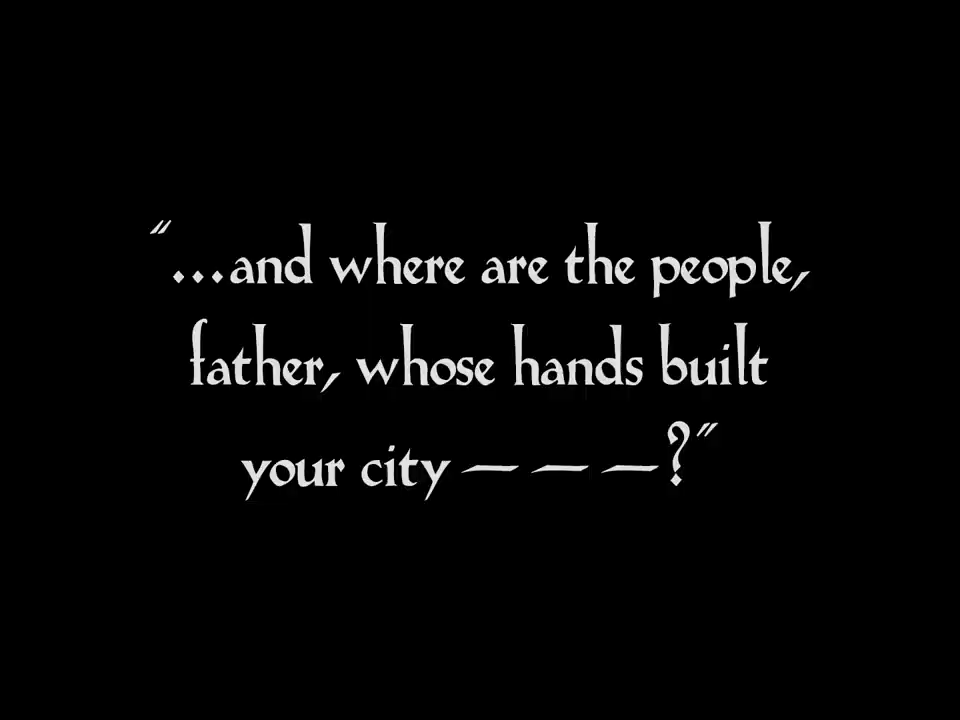 "...and where are the people,
father, whose hands built
your city — — —?"